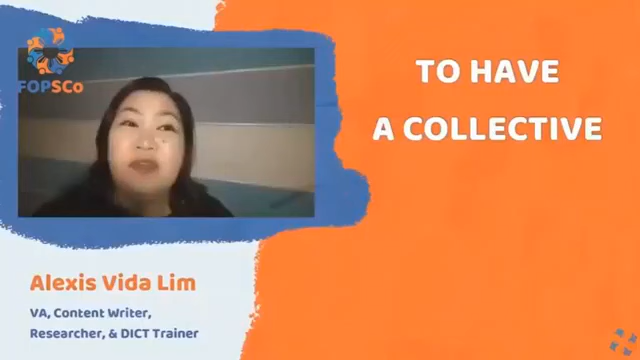 FOPSCo
TO HAVE
A COLLECTIVE
Alexis Vida Lim
VA, Content Writer,
Researcher, & DICT Trainer